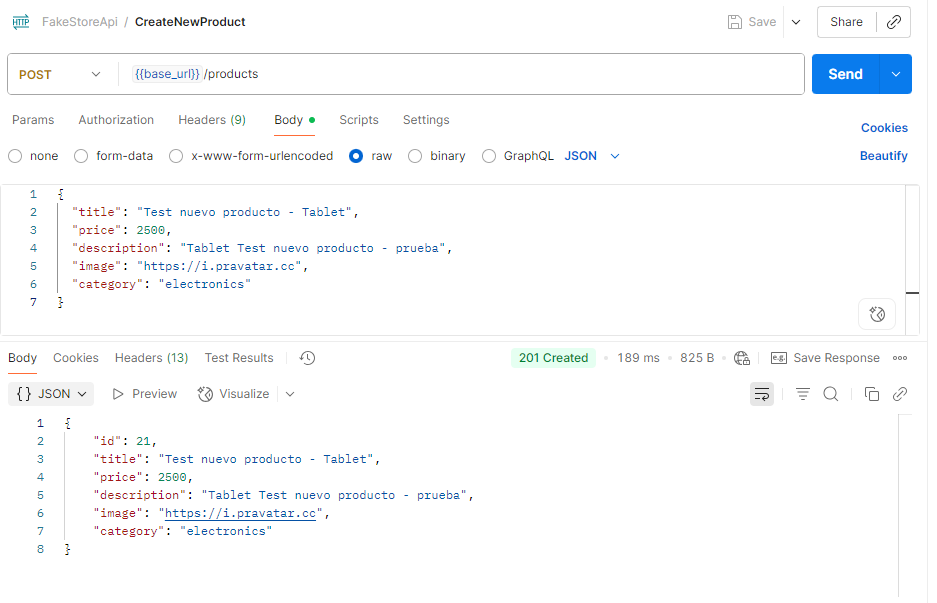 HTTP FakeStoreApi / CreateNewProduct Save Share
POST {{base_url}} /products Send
Params Authorization Headers (9) Body Scripts Settings Cookies
none form-data x-www-form-urlencoded raw binary GraphQL JSON Beautify
1 {
2 "title": "Test nuevo producto - Tablet",
3 "price": 2500,
4 "description": "Tablet Test nuevo producto - prueba",
5 "image": "https://i.pravatar.cc",
6 "category": "electronics"
7 }
Body Cookies Headers (13) Test Results 201 Created • 189 ms • 825 B • e.g. Save Response
{} JSON Preview Visualize
1 {
2 "id": 21,
3 "title": "Test nuevo producto - Tablet",
4 "price": 2500,
5 "description": "Tablet Test nuevo producto - prueba",
6 "image": "https://i.pravatar.cc",
7 "category": "electronics"
8 }